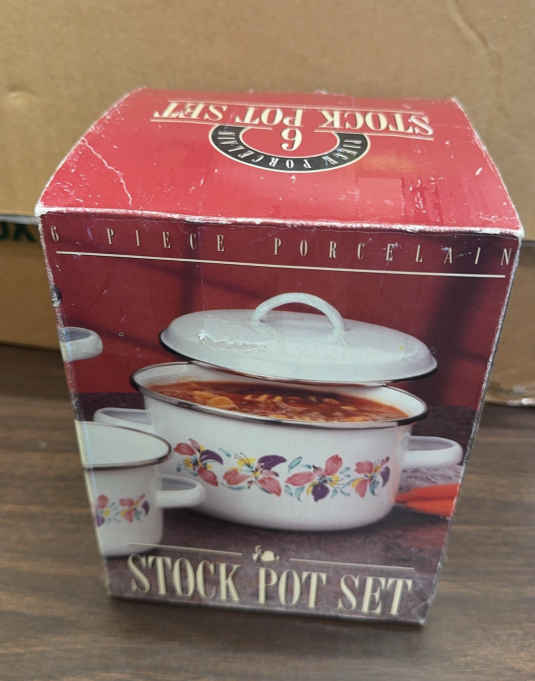 STOCK POT SET
6
PIECE PORCELAIN
6 PIECE PORCELAIN
STOCK POT SET